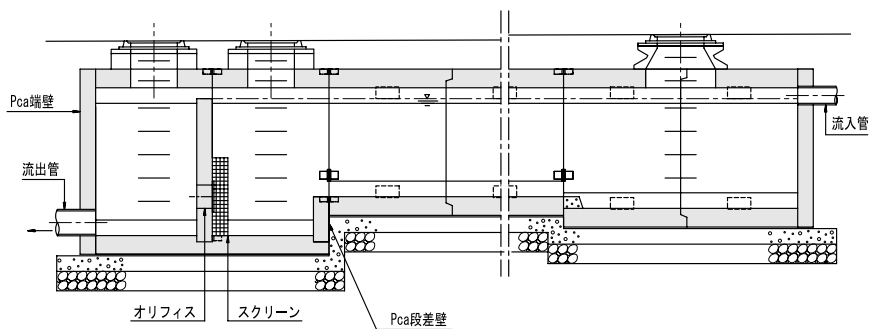 Pca端壁
流出管
流入管
オリフィス
スクリーン
Pca段差壁